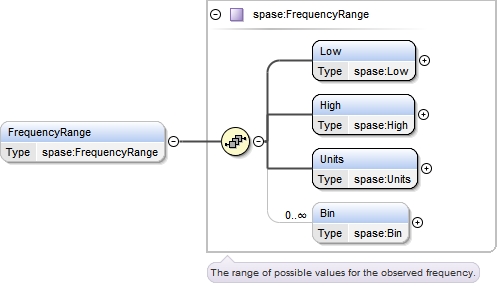 spase:FrequencyRange
Low
Type spase:Low
High
Type spase:High
FrequencyRange
Type spase:FrequencyRange
Units
Type spase:Units
0..∞
Bin
Type spase:Bin
The range of possible values for the observed frequency.